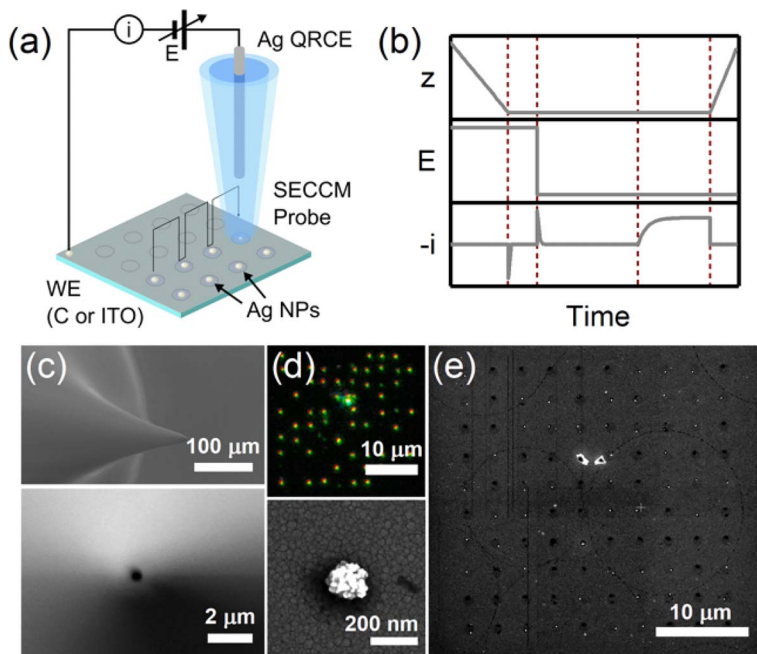 (a)
i
E
Ag QRCE
SECCM
Probe
WE
(C or ITO)
Ag NPs
(b)
z
E
-i
Time
(c)
100 μm
2 μm
(d)
10 μm
200 nm
(e)
10 μm